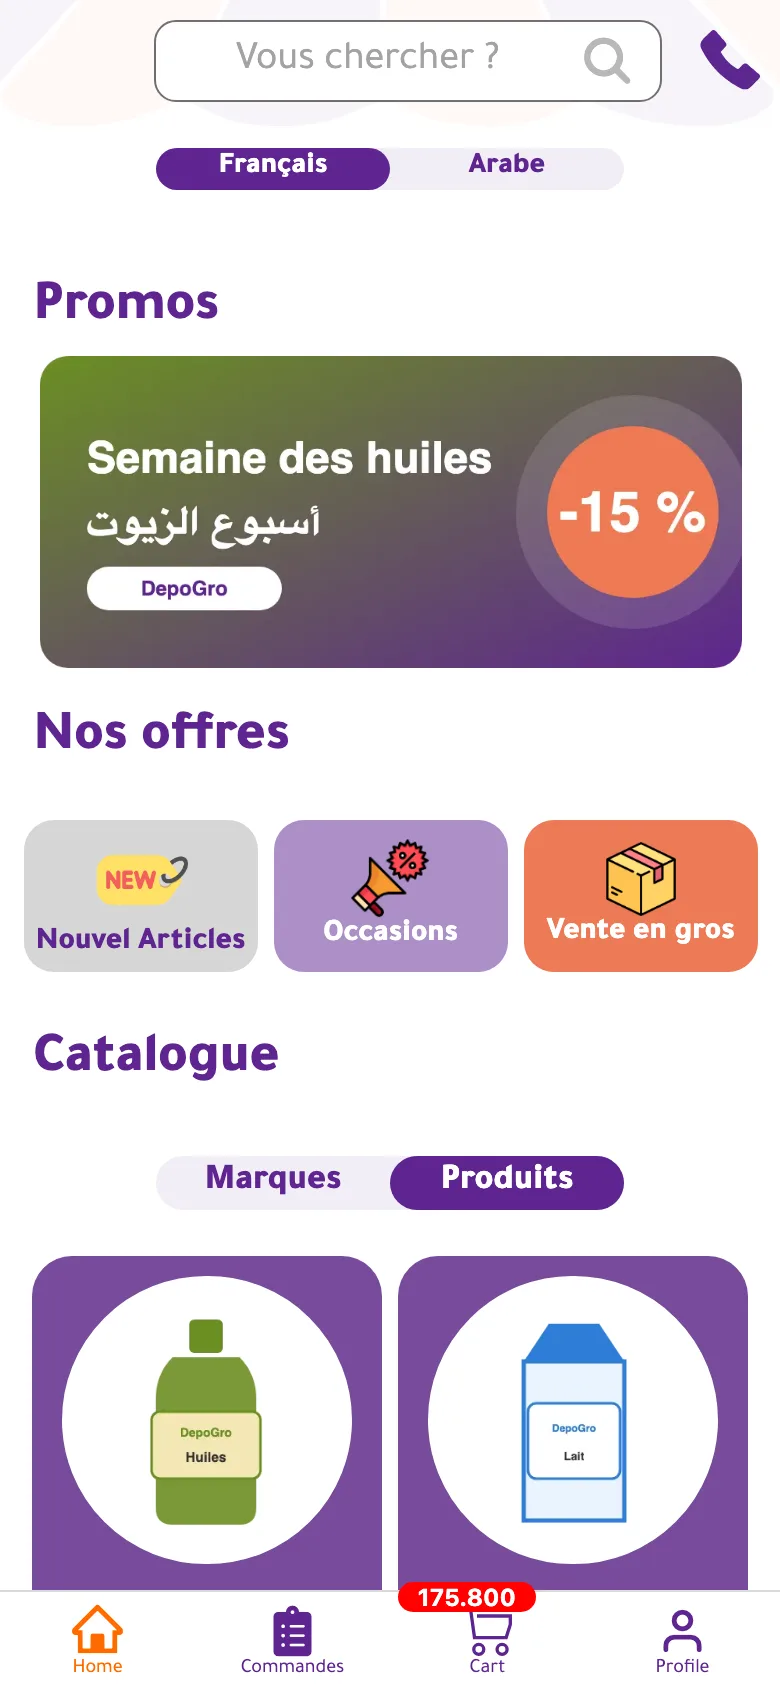 Vous chercher ?
Français
Arabe
Promos
Semaine des huiles
أسبوع الزيوت
DepoGro
-15 %
Nos offres
NEW
Nouvel Articles
%
Occasions
Vente en gros
Catalogue
Marques
Produits
DepoGro
Huiles
DepoGro
Lait
175.800
Home
Commandes
Cart
Profile